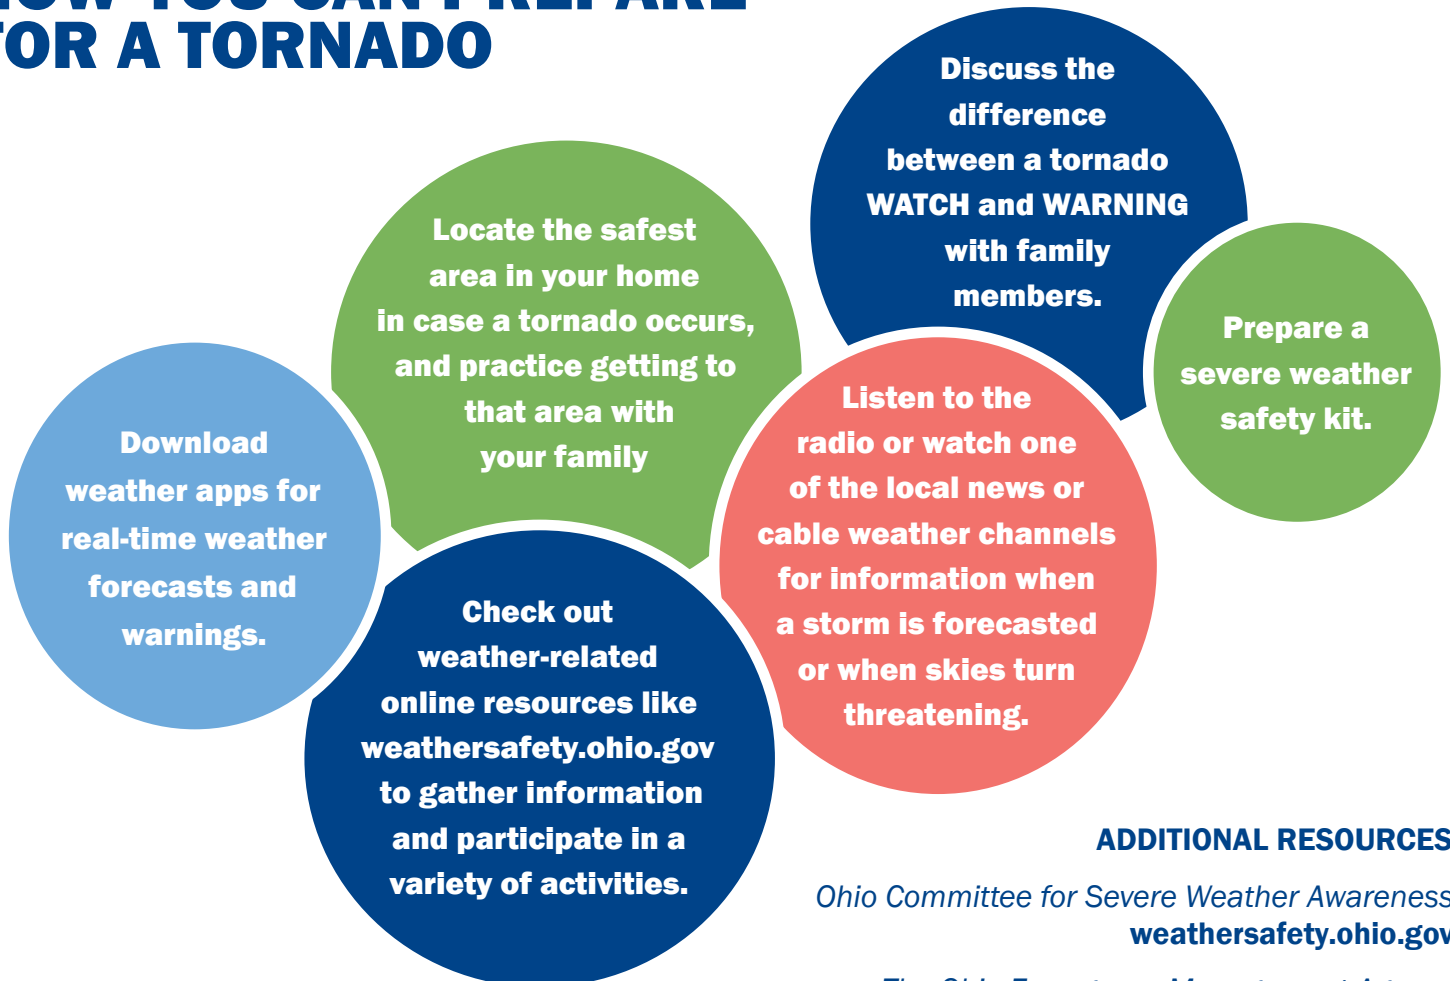 HOW YOU CAN PREPARE
FOR A TORNADO
Discuss the
difference
between a tornado
WATCH and WARNING
with family
members.
Locate the safest
area in your home
in case a tornado occurs,
and practice getting to
that area with
your family
Prepare a
severe weather
safety kit.
Listen to the
radio or watch one
of the local news or
cable weather channels
for information when
a storm is forecasted
or when skies turn
threatening.
Download
weather apps for
real-time weather
forecasts and
warnings.
Check out
weather-related
online resources like
weathersafety.ohio.gov
to gather information
and participate in a
variety of activities.
ADDITIONAL RESOURCES
Ohio Committee for Severe Weather Awareness
weathersafety.ohio.gov